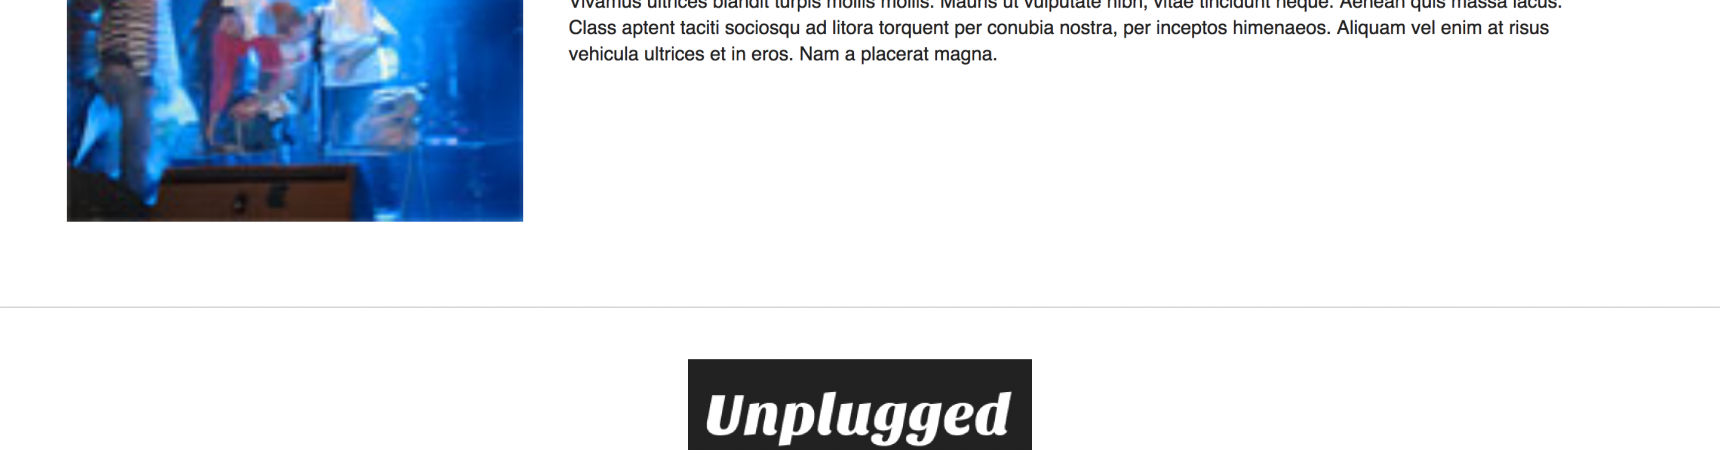 Vivamus ultrices blandit turpis mollis mollis. Mauris ut vulputate nibh, vitae tincidunt neque. Aenean quis massa lacus.
Class aptent taciti sociosqu ad litora torquent per conubia nostra, per inceptos himenaeos. Aliquam vel enim at risus
vehicula ultrices et in eros. Nam a placerat magna.
Unplugged